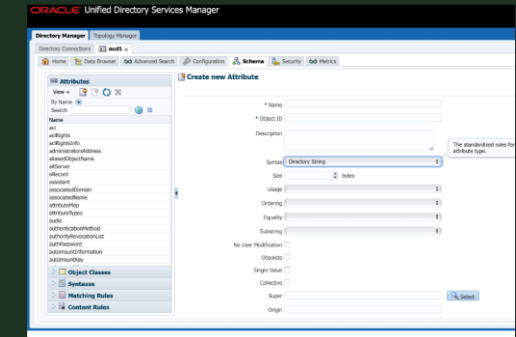 ORACLE Unified Directory Services Manager
Directory Manager Topology Manager
Directory Connections oud1 x
Home Data Browser Advanced Search Configuration Schema Security Metrics
Attributes
View
By Name
Search
Name
aci
aclRights
aclRightsInfo
administratorsAddress
aliasedObjectName
altServer
aRecord
assistant
associatedDomain
associatedName
attributeMap
attributeTypes
audio
authenticationMethod
authorityRevocationList
authPassword
automountInformation
automountKey
Object Classes
Syntaxes
Matching Rules
Content Rules
Create new Attribute
* Name
* Object ID
Description
The standardized rules for
attribute type.
Syntax Directory String
Size bytes
Usage
Ordering
Equality
Substring
No User Modification
Obsolete
Single Value
Collective
Super Select
Origin